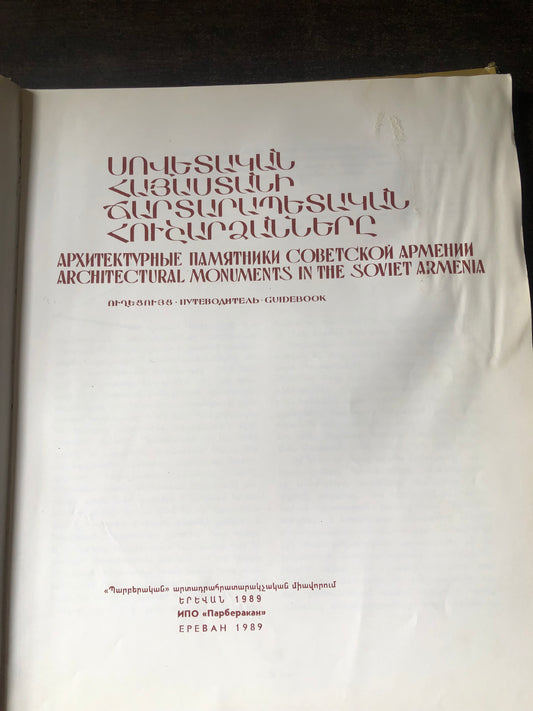 ՍՈՎԵՏԱԿԱՆ
ՀԱՅԱՍՏԱՆԻ
ՃԱՐՏԱՐԱՊԵՏԱԿԱՆ
ՀՈՒՇԱՐՁԱՆՆԵՐԸ
АРХИТЕКТУРНЫЕ ПАМЯТНИКИ СОВЕТСКОЙ АРМЕНИИ
ARCHITECTURAL MONUMENTS IN THE SOVIET ARMENIA
ՈՒՂԵՑՈՒՅՑ · ПУТЕВОДИТЕЛЬ · GUIDEBOOK
«Պարբերական» արտադրահրատարակչական միավորում
ԵՐԵՎԱՆ 1989
ИПО «Парберакан»
ЕРЕВАН 1989